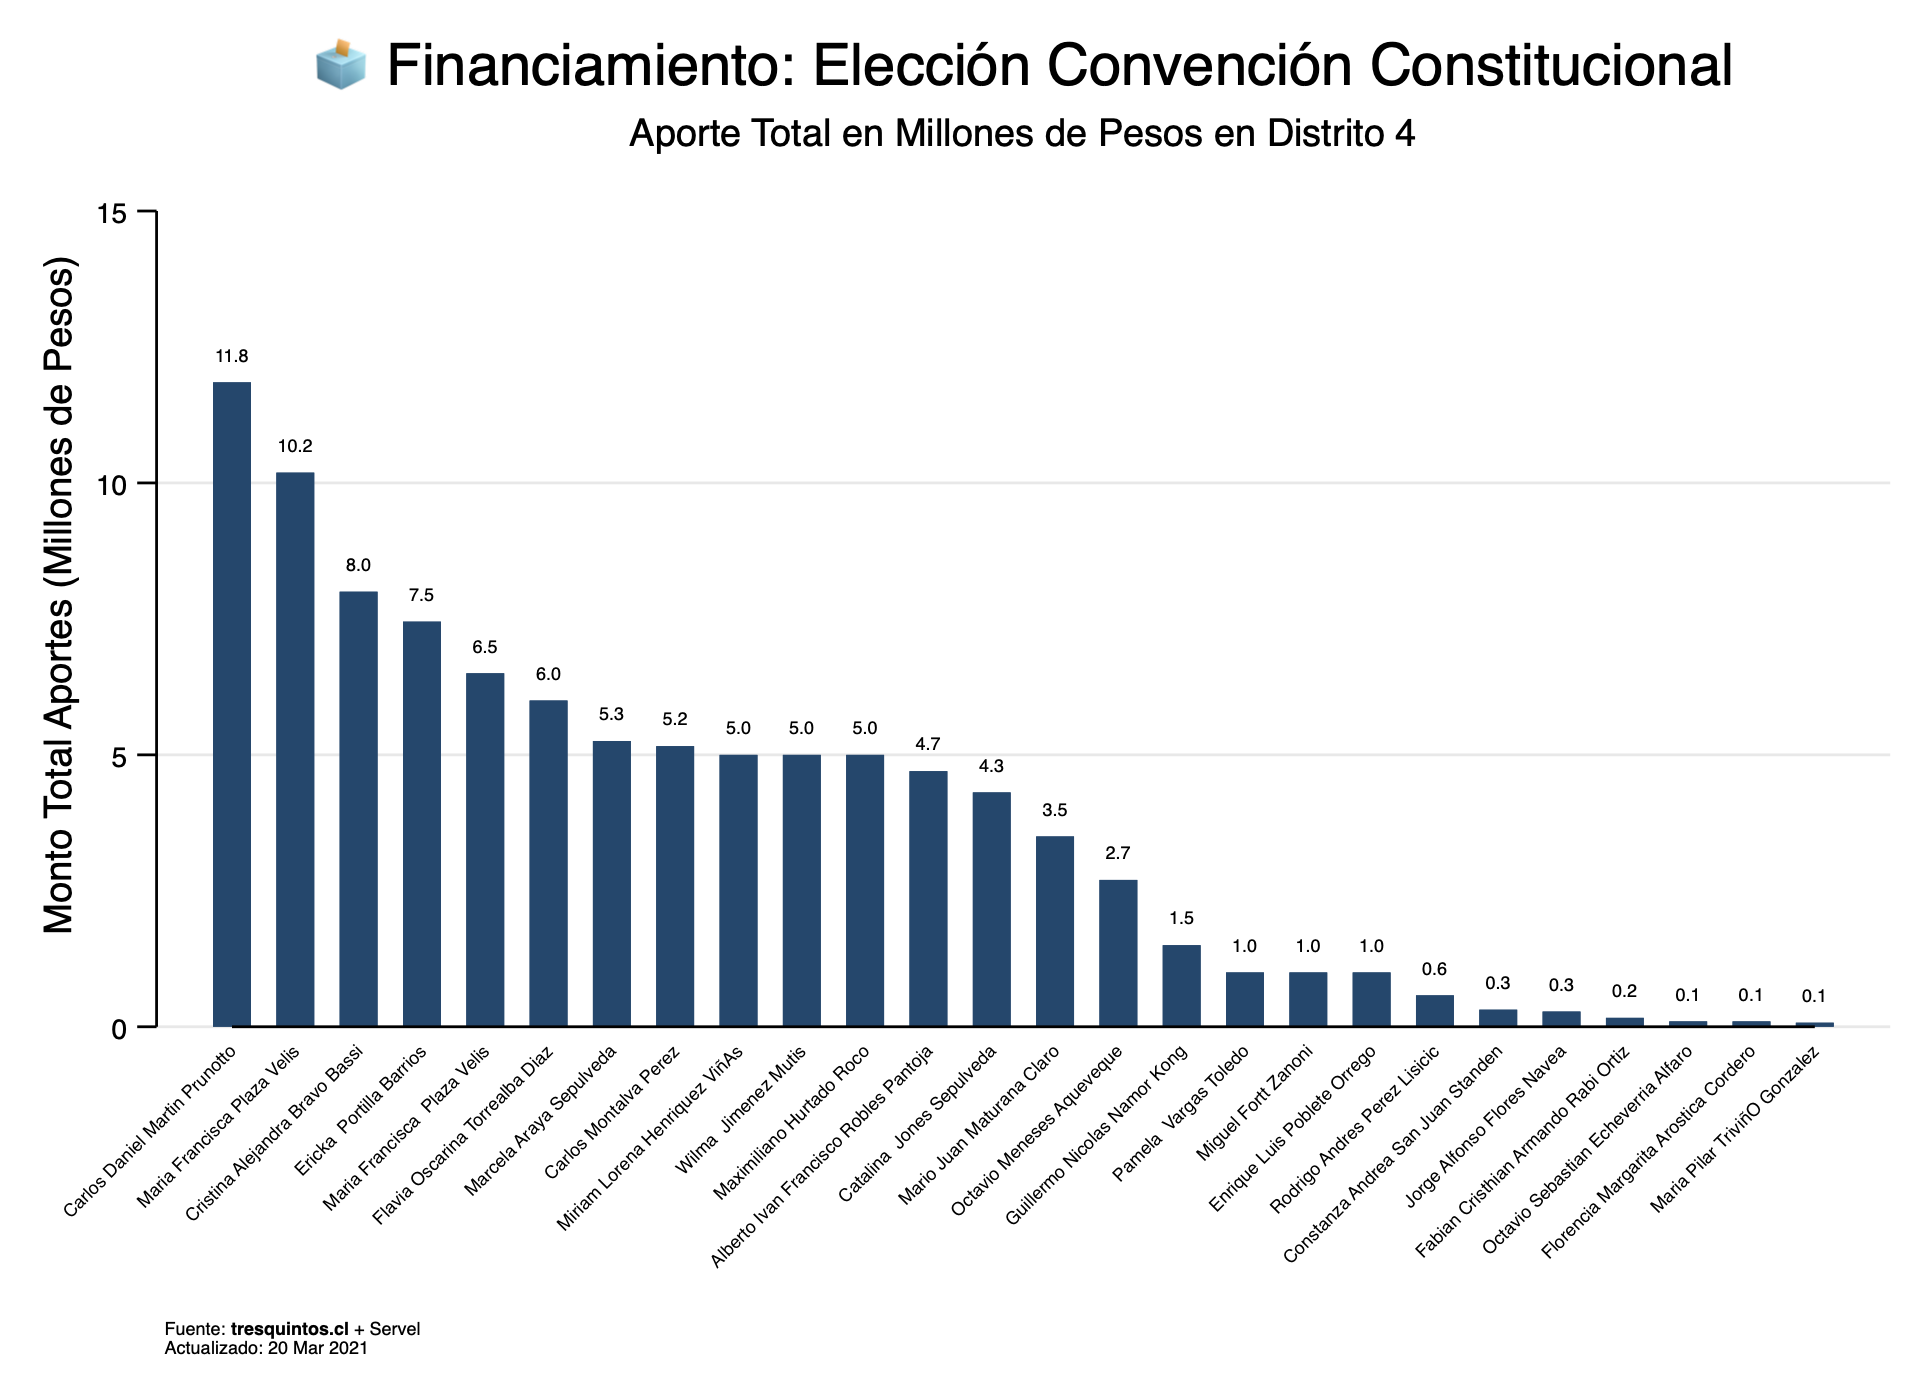 Financiamiento: Elección Convención Constitucional
Aporte Total en Millones de Pesos en Distrito 4
Monto Total Aportes (Millones de Pesos)
15
10
5
0
11.8
10.2
8.0
7.5
6.5
6.0
5.3
5.2
5.0
5.0
5.0
4.7
4.3
3.5
2.7
1.5
1.0
1.0
1.0
0.6
0.3
0.3
0.2
0.1
0.1
0.1
Carlos Daniel Martin Prunotto
Maria Francisca Plaza Velis
Cristina Alejandra Bravo Bassi
Ericka  Portilla Barrios
Maria Francisca  Plaza Velis
Flavia Oscarina Torrealba Diaz
Marcela Araya Sepulveda
Carlos Montalva Perez
Miriam Lorena Henriquez ViñAs
Wilma  Jimenez Mutis
Maximiliano Hurtado Roco
Alberto Ivan Francisco Robles Pantoja
Catalina  Jones Sepulveda
Mario Juan Maturana Claro
Octavio Meneses Aqueveque
Guillermo Nicolas Namor Kong
Pamela  Vargas Toledo
Miguel Fortt Zanoni
Enrique Luis Poblete Orrego
Rodrigo Andres Perez Lisicic
Constanza Andrea San Juan Standen
Jorge Alfonso Flores Navea
Fabian Cristhian Armando Rabi Ortiz
Octavio Sebastian Echeverria Alfaro
Florencia Margarita Arostica Cordero
Maria Pilar TriviñO Gonzalez
Fuente: tresquintos.cl + Servel
Actualizado: 20 Mar 2021